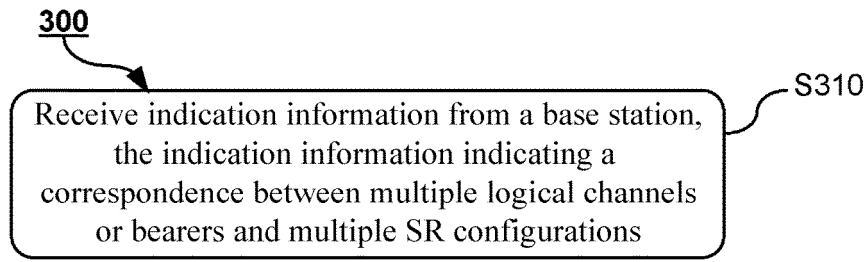 300
S310
Receive indication information from a base station,
the indication information indicating a
correspondence between multiple logical channels
or bearers and multiple SR configurations